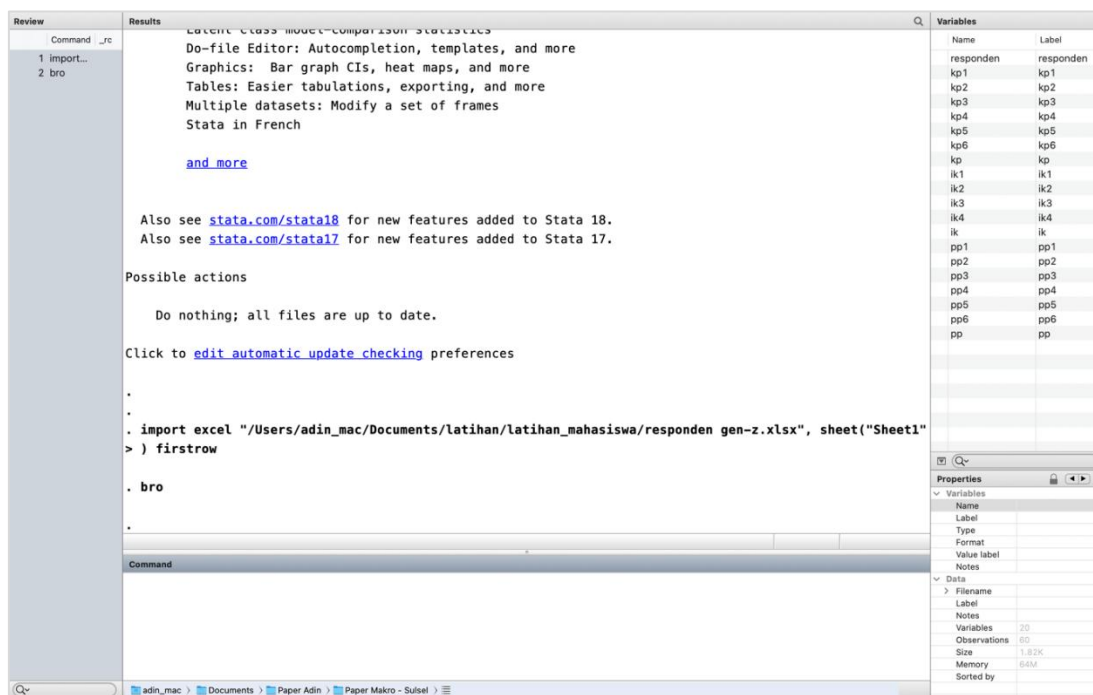 Review
Command _rc
1 import...
2 bro
Results
Latent class model-comparison statistics
Do-file Editor: Autocompletion, templates, and more
Graphics: Bar graph CIs, heat maps, and more
Tables: Easier tabulations, exporting, and more
Multiple datasets: Modify a set of frames
Stata in French
and more
Also see stata.com/stata18 for new features added to Stata 18.
Also see stata.com/stata17 for new features added to Stata 17.
Possible actions
Do nothing; all files are up to date.
Click to edit automatic update checking preferences
.
.
. import excel "/Users/adin_mac/Documents/latihan/latihan_mahasiswa/responden gen-z.xlsx", sheet("Sheet1"
> ) firstrow
. bro
.
Command
adin_mac > Documents > Paper Adin > Paper Makro - Sulsel >
Variables
Name Label
responden responden
kp1 kp1
kp2 kp2
kp3 kp3
kp4 kp4
kp5 kp5
kp6 kp6
kp kp
ik1 ik1
ik2 ik2
ik3 ik3
ik4 ik4
ik ik
pp1 pp1
pp2 pp2
pp3 pp3
pp4 pp4
pp5 pp5
pp6 pp6
pp pp
Properties
Variables
Name
Label
Type
Format
Value label
Notes
Data
> Filename
Label
Notes
Variables 20
Observations 60
Size 1.82K
Memory 64M
Sorted by